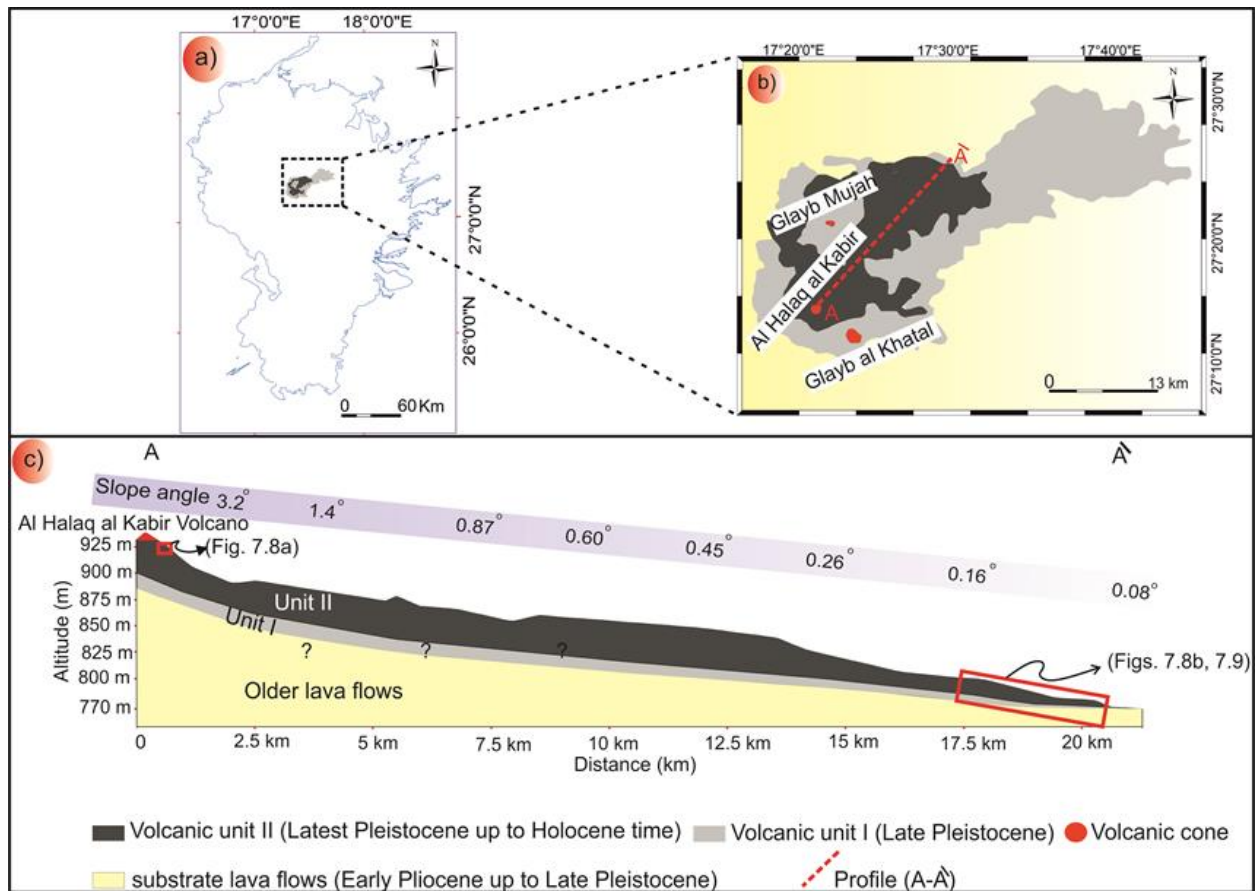 17°0'0"E 18°0'0"E
a)
N
27°0'0"N
26°0'0"N
0 60 Km
17°20'0"E 17°30'0"E 17°40'0"E
b)
N
27°30'0"N
27°20'0"N
27°10'0"N
Glayb Mujah
A\
Al Halaq al Kabir
A
Glayb al Khatal
0 13 km
c)
A A\
Slope angle 3.2° 1.4° 0.87° 0.60° 0.45° 0.26° 0.16° 0.08°
Al Halaq al Kabir Volcano
(Fig. 7.8a)
925 m
900 m
875 m
850 m
825 m
800 m
770 m
Altitude (m)
Unit II
Unit I
? ? ?
Older lava flows
(Figs. 7.8b, 7.9)
0 2.5 km 5 km 7.5 km 10 km 12.5 km 15 km 17.5 km 20 km
Distance (km)
Volcanic unit II (Latest Pleistocene up to Holocene time) Volcanic unit I (Late Pleistocene) Volcanic cone
substrate lava flows (Early Pliocene up to Late Pleistocene) Profile (A-A\)